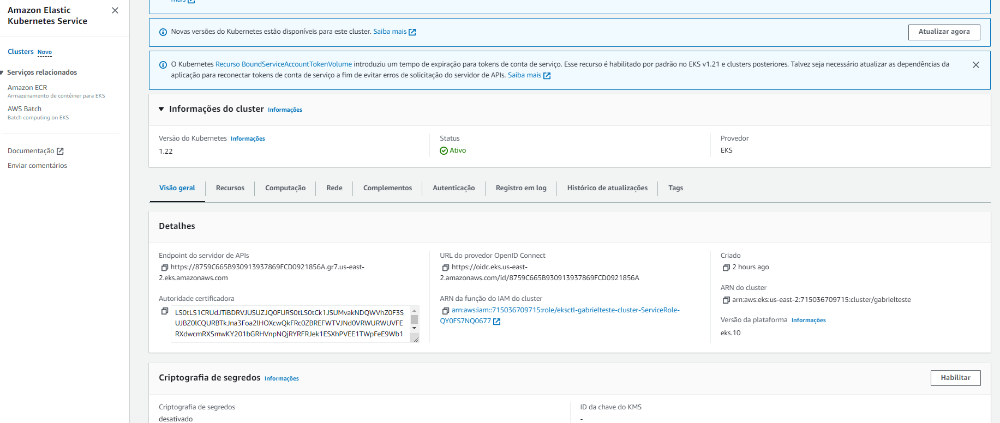 Amazon Elastic
Kubernetes Service
Clusters Novo
Serviços relacionados
Amazon ECR
Armazenamento de contêiner para EKS
AWS Batch
Batch computing on EKS
Documentação
Enviar comentários
mais
Novas versões do Kubernetes estão disponíveis para este cluster. Saiba mais
Atualizar agora
O Kubernetes Recurso BoundServiceAccountTokenVolume introduziu um tempo de expiração para tokens de conta de serviço. Esse recurso é habilitado por padrão no EKS v1.21 e clusters posteriores. Talvez seja necessário atualizar as dependências da
aplicação para reconectar tokens de conta de serviço a fim de evitar erros de solicitação do servidor de APIs. Saiba mais
Informações do cluster Informações
Versão do Kubernetes Informações
1.22
Status
Ativo
Provedor
EKS
Visão geral
Recursos
Computação
Rede
Complementos
Autenticação
Registro em log
Histórico de atualizações
Tags
Detalhes
Endpoint do servidor de APIs
https://8759C665B930913937869FCD0921856A.gr7.us-east-
2.eks.amazonaws.com
Autoridade certificadora
LS0tLS1CRUdJTiBDRVJUSUZJQ0FURS0tLS0tCk1JSUMvakNDQWVhZ0F3S
UJBZ0lCQURBTkJna3Foa2lHOXcwQkFRc0ZBREFWTVJNd0VRWURWUVFE
RXdwcmRXSmwKY201bGRHVnpNQjRYRFRJek1ESXhPVEE1TWpFeE9Wb1
URL do provedor OpenID Connect
https://oidc.eks.us-east-
2.amazonaws.com/id/8759C665B930913937869FCD0921856A
ARN da função do IAM do cluster
arn:aws:iam::715036709715:role/eksctl-gabrielteste-cluster-ServiceRole-
QY0FS7NQ0677
Criado
2 hours ago
ARN do cluster
arn:aws:eks:us-east-2:715036709715:cluster/gabrielteste
Versão da plataforma Informações
eks.10
Criptografia de segredos Informações
Habilitar
Criptografia de segredos
desativado
ID da chave do KMS
-